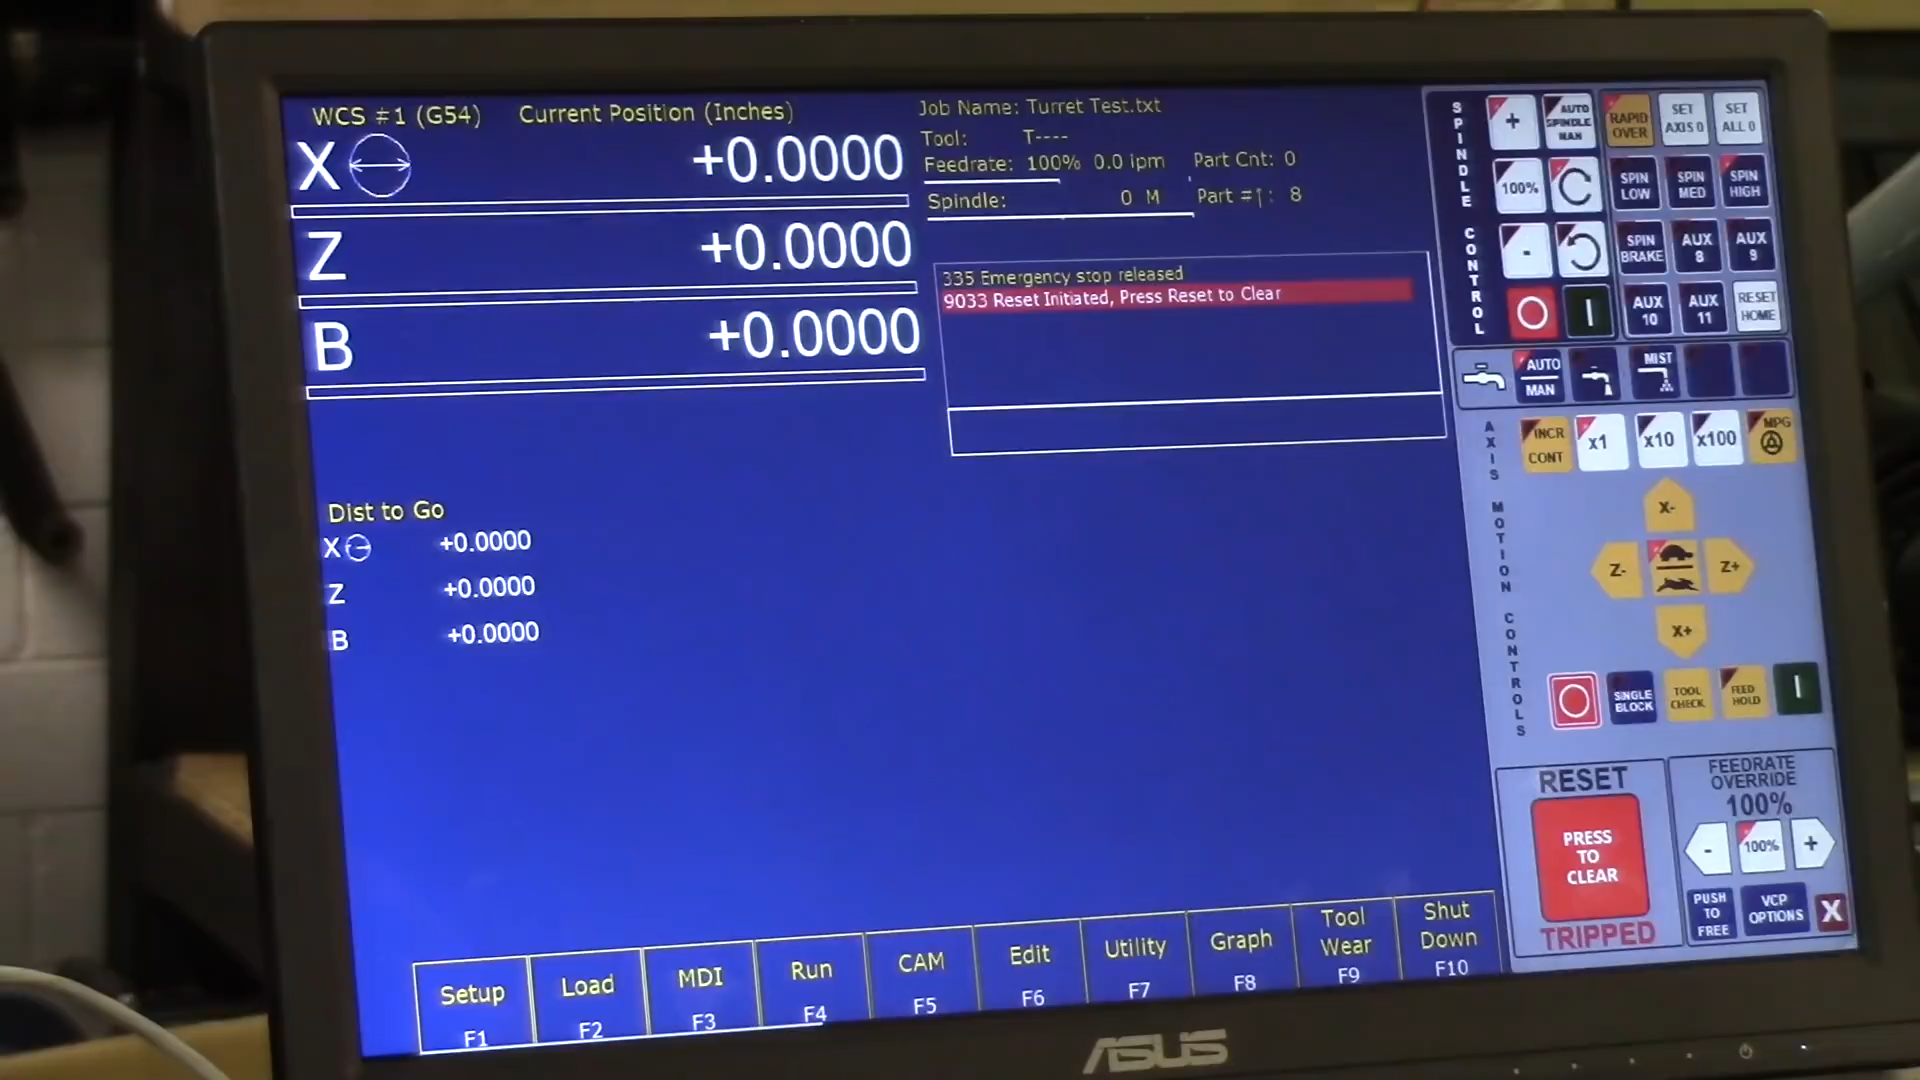 WCS #1 (G54) Current Position (Inches)
X +0.0000
Z +0.0000
B +0.0000
Job Name: Turret Test.txt
Tool: T----
Feedrate: 100% 0.0 ipm Part Cnt: 0
Spindle: 0 M Part #↑: 8
335 Emergency stop released
9033 Reset Initiated, Press Reset to Clear
Dist to Go
X +0.0000
Z +0.0000
B +0.0000
Setup F1
Load F2
MDI F3
Run F4
CAM F5
Edit F6
Utility F7
Graph F8
Tool Wear F9
Shut Down F10
SPINDLE CONTROL
+
AUTO SPINDLE MAN
RAPID OVER
SET AXIS 0
SET ALL 0
100%
SPIN LOW
SPIN MED
SPIN HIGH
-
SPIN BRAKE
AUX 8
AUX 9
AUX 10
AUX 11
RESET HOME
AUTO MAN
MIST
AXIS MOTION CONTROLS
INCR CONT
x1
x10
x100
MPG
X-
Z-
Z+
X+
SINGLE BLOCK
TOOL CHECK
FEED HOLD
RESET
PRESS TO CLEAR
TRIPPED
FEEDRATE OVERRIDE
100%
-
100%
+
PUSH TO FREE
VCP OPTIONS
X
ASUS